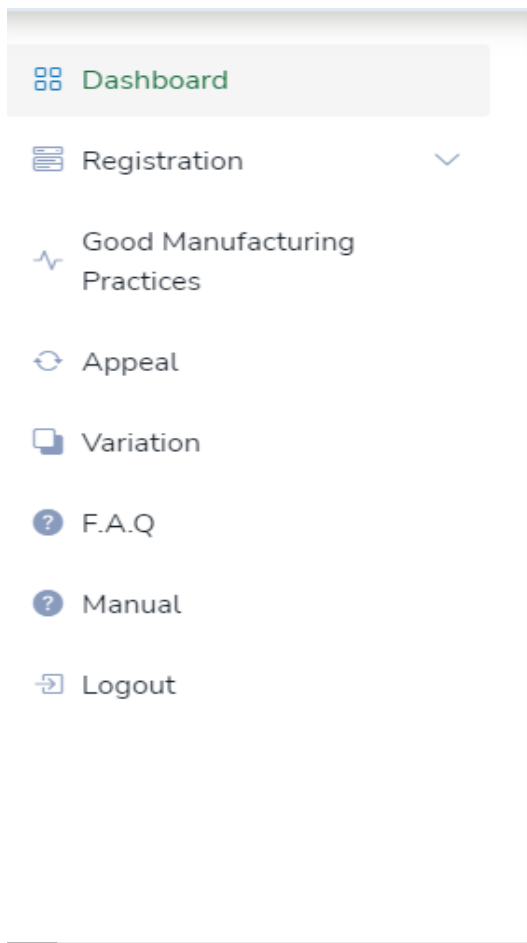 Dashboard
Registration
Good Manufacturing
Practices
Appeal
Variation
F.A.Q
Manual
Logout